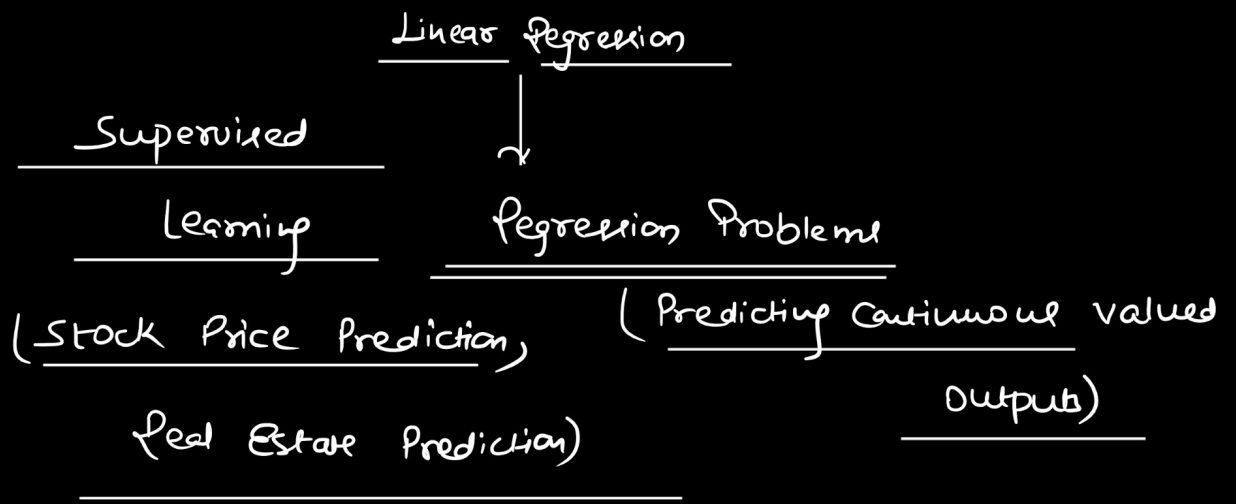 Linear Regression
Supervised
Learning
Regression Problems
(Stock Price Prediction,
(Predicting Continuous valued
Outputs)
Real Estate Prediction)